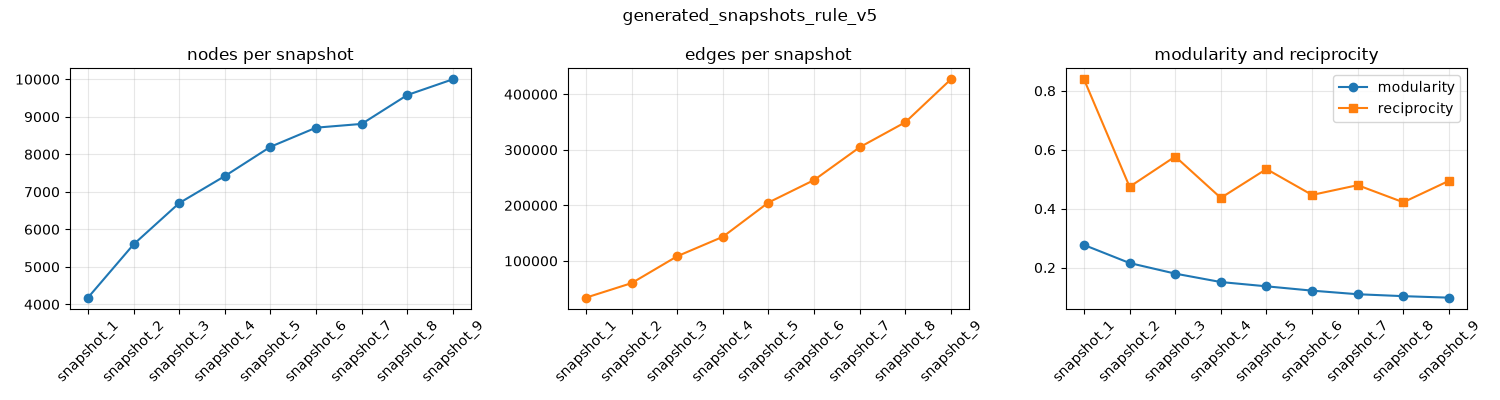 generated_snapshots_rule_v5
nodes per snapshot
10000
9000
8000
7000
6000
5000
4000
snapshot_1
snapshot_2
snapshot_3
snapshot_4
snapshot_5
snapshot_6
snapshot_7
snapshot_8
snapshot_9
edges per snapshot
400000
300000
200000
100000
snapshot_1
snapshot_2
snapshot_3
snapshot_4
snapshot_5
snapshot_6
snapshot_7
snapshot_8
snapshot_9
modularity and reciprocity
modularity
reciprocity
0.8
0.6
0.4
0.2
snapshot_1
snapshot_2
snapshot_3
snapshot_4
snapshot_5
snapshot_6
snapshot_7
snapshot_8
snapshot_9